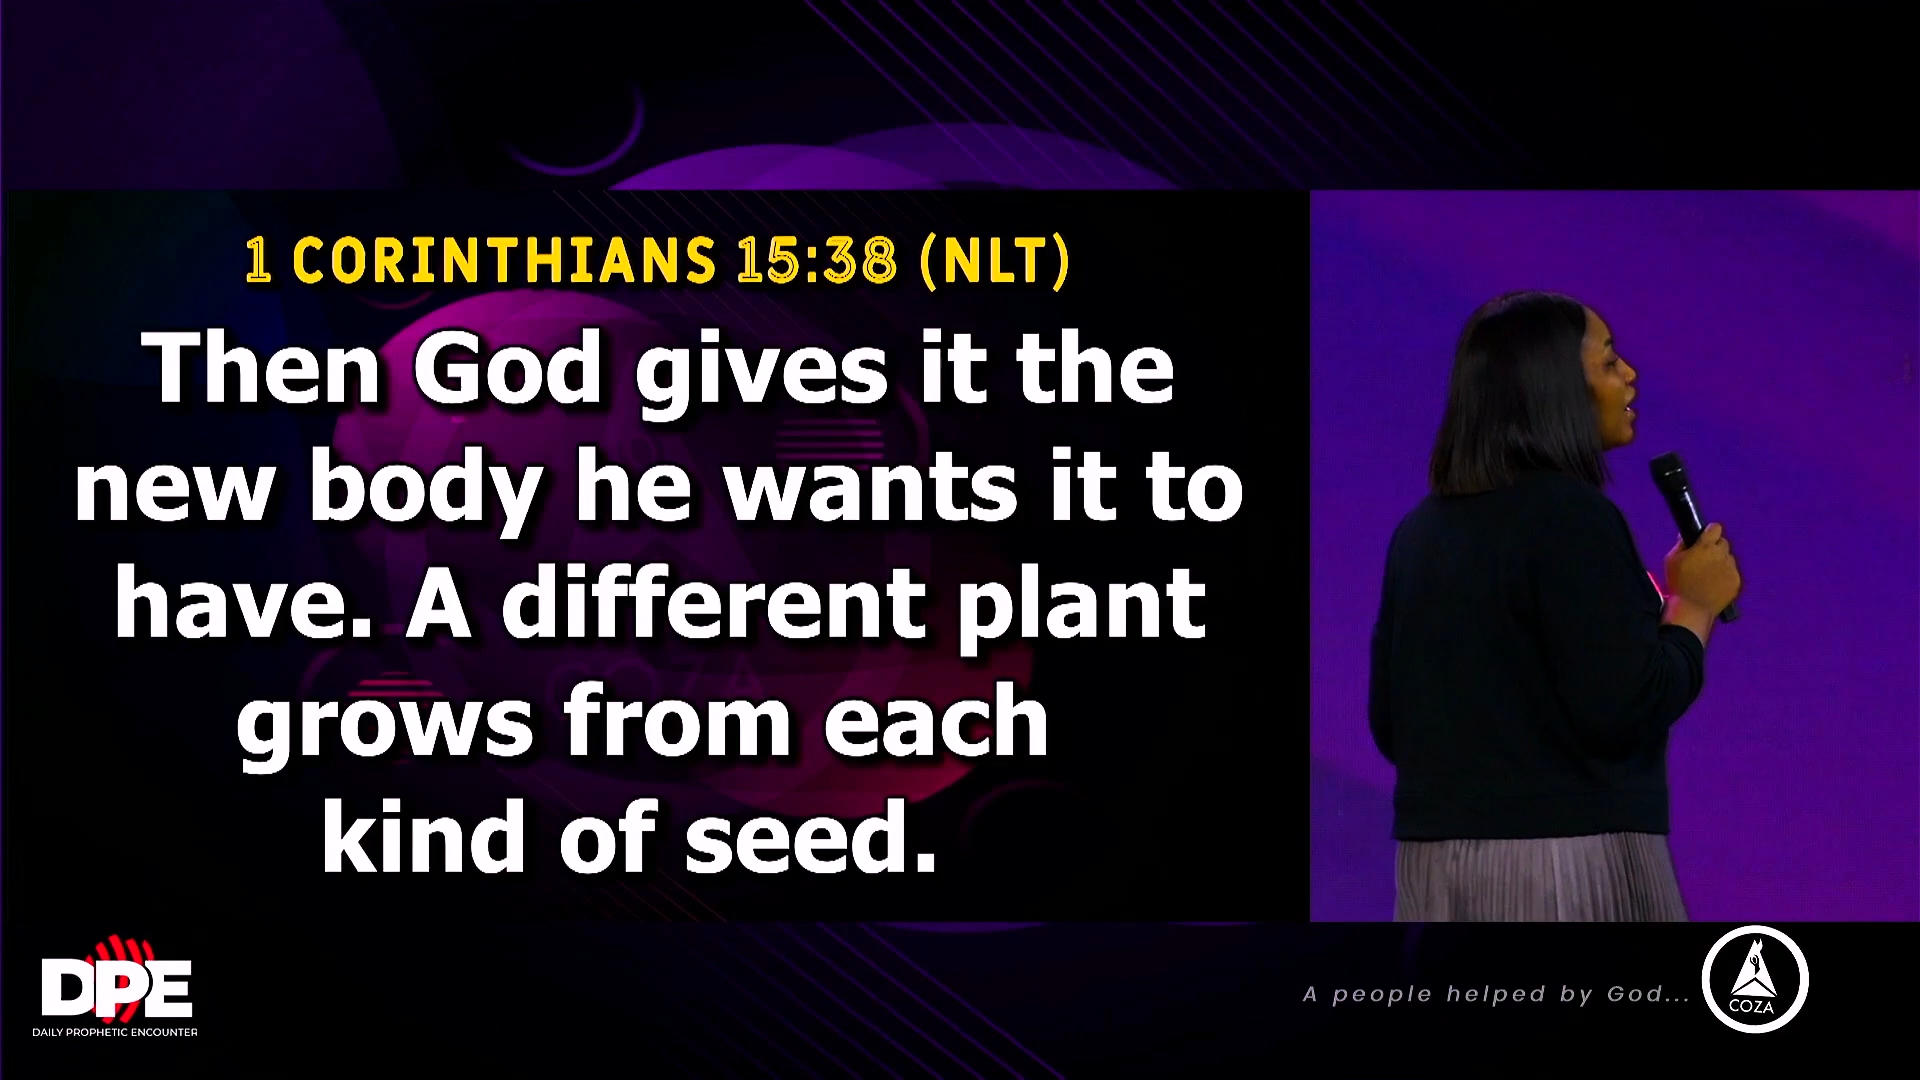 1 CORINTHIANS 15:38 (NLT)
Then God gives it the
new body he wants it to
have. A different plant
grows from each
kind of seed.
DPE
DAILY PROPHETIC ENCOUNTER
A people helped by God...
COZA